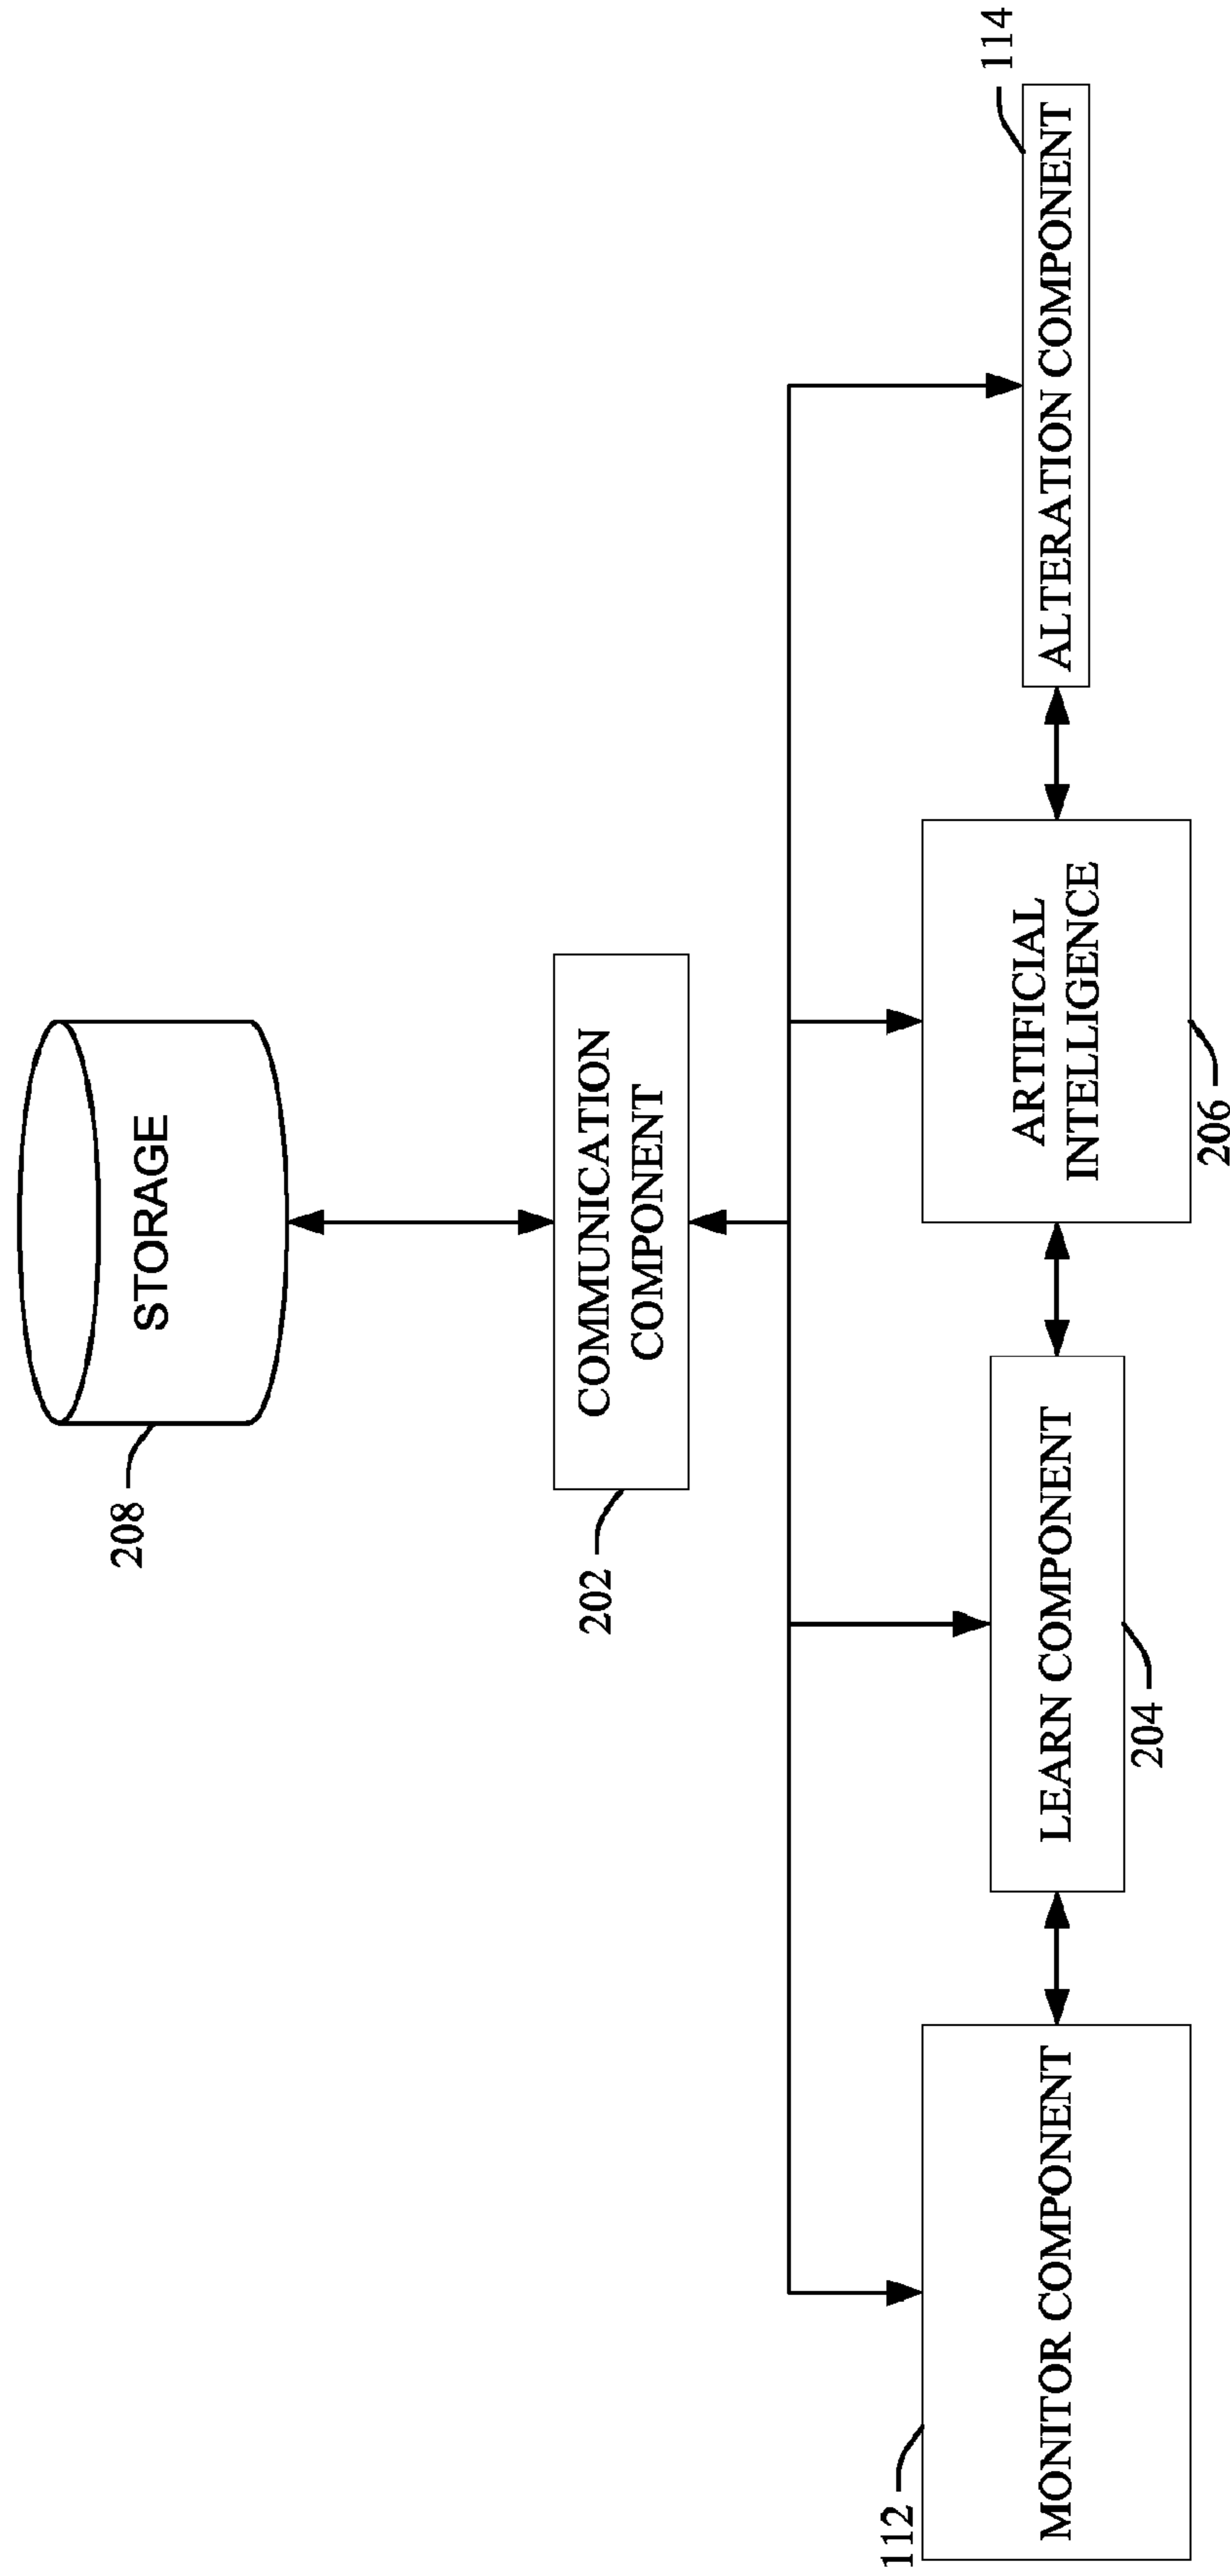 208
STORAGE
202
COMMUNICATION
COMPONENT
112
MONITOR COMPONENT
LEARN COMPONENT
204
ARTIFICIAL
INTELLIGENCE
206
114
ALTERATION COMPONENT